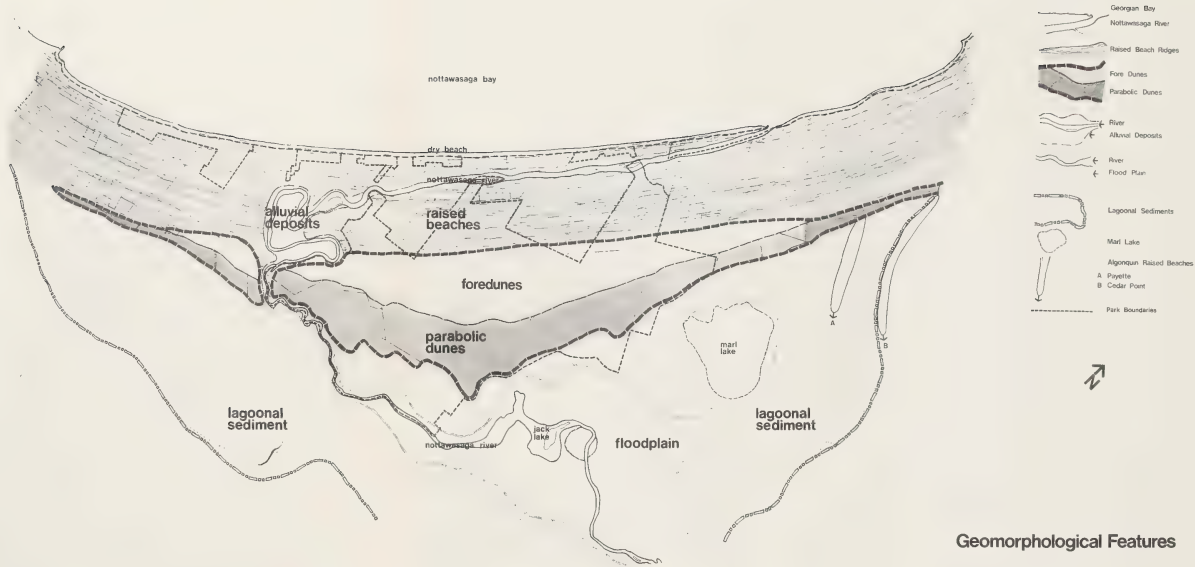 nottawasaga bay
dry beach
nottawasaga river
alluvial
deposits
raised
beaches
foredunes
parabolic
dunes
marl
lake
A
B
lagoonal
sediment
nottawasaga river
jack
lake
floodplain
lagoonal
sediment
Georgian Bay
Nottawasaga River
Raised Beach Ridges
Fore Dunes
Parabolic Dunes
River
Alluvial Deposits
River
Flood Plain
Lagoonal Sediments
Marl Lake
Algonquin Raised Beaches
A Payette
B Cedar Point
Park Boundaries
N
Geomorphological Features